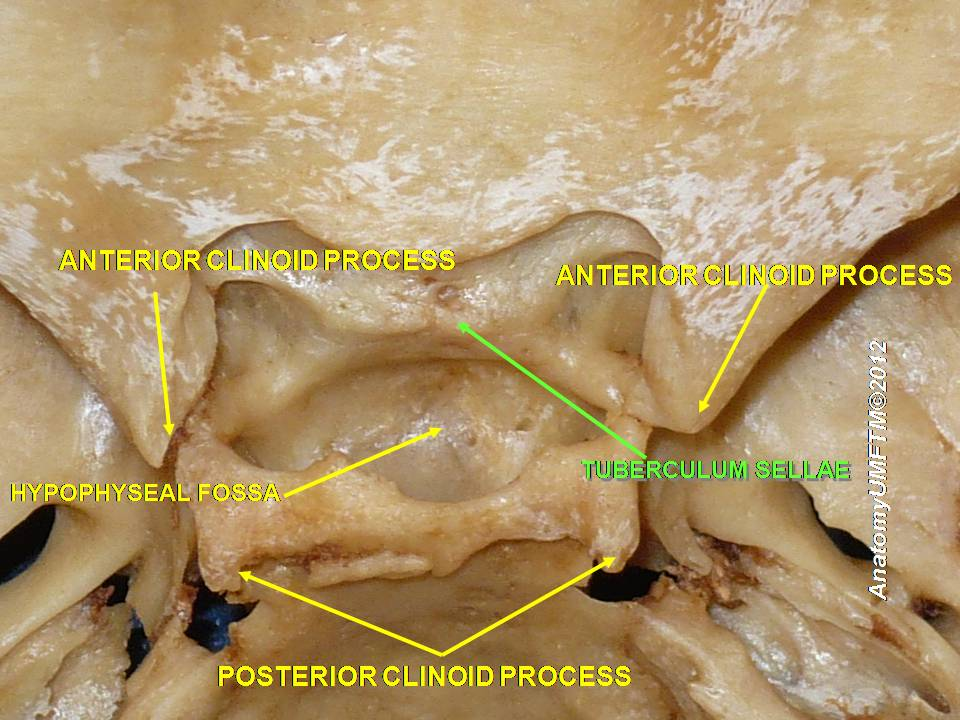 ANTERIOR CLINOID PROCESS
ANTERIOR CLINOID PROCESS
TUBERCULUM SELLAE
HYPOPHYSEAL FOSSA
POSTERIOR CLINOID PROCESS
AnatomyUMFTM©2012